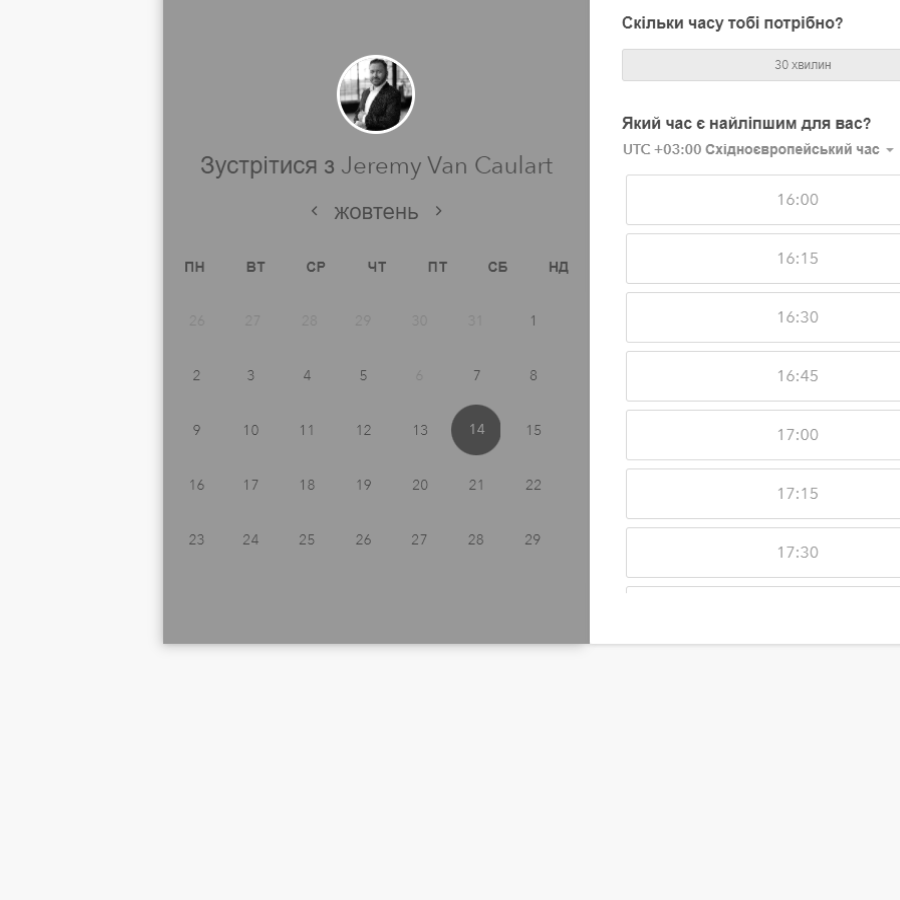 Зустрітися з Jeremy Van Caulart
жовтень
ПН ВТ СР ЧТ ПТ СБ НД
26 27 28 29 30 31 1
2 3 4 5 6 7 8
9 10 11 12 13 14 15
16 17 18 19 20 21 22
23 24 25 26 27 28 29
Скільки часу тобі потрібно?
30 хвилин
Який час є найліпшим для вас?
UTC +03:00 Східноєвропейський час
16:00
16:15
16:30
16:45
17:00
17:15
17:30